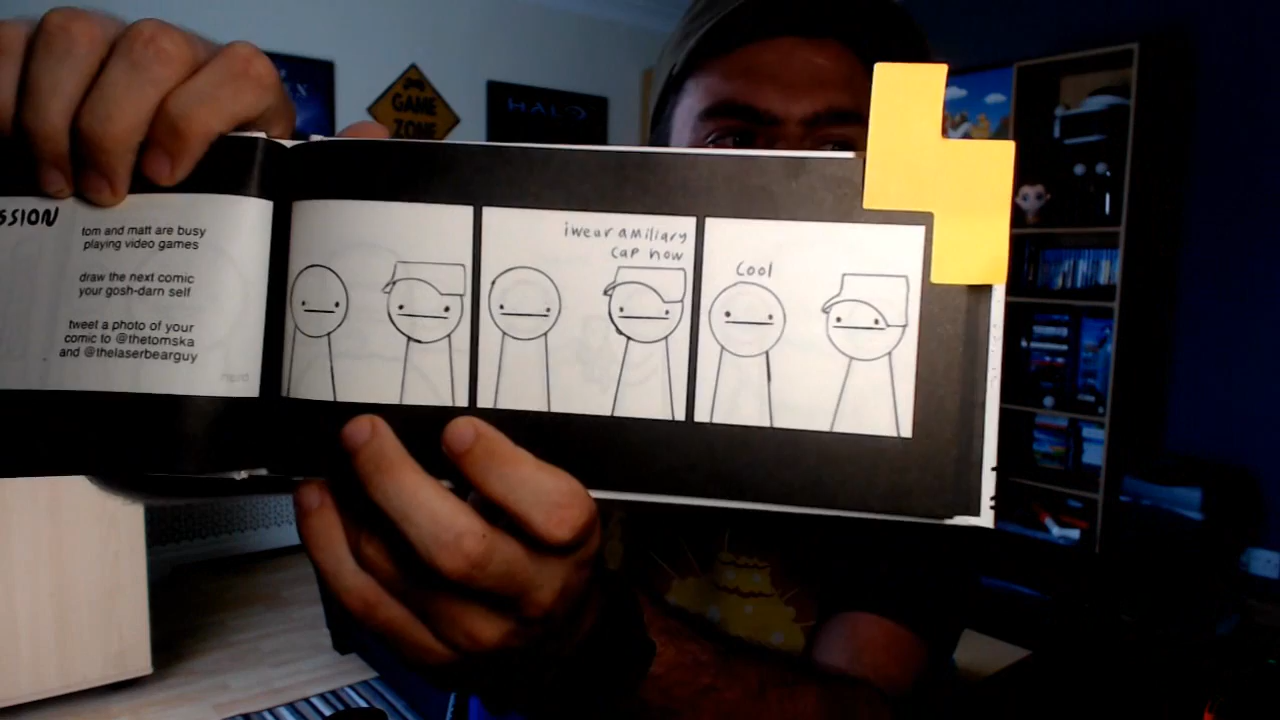 GAME
ZONE
HALO
SSION
tom and matt are busy
playing video games
draw the next comic
your gosh-darn self
tweet a photo of your
comic to @thetomska
and @thelaserbearguy
iwear a miliary
cap now
cool